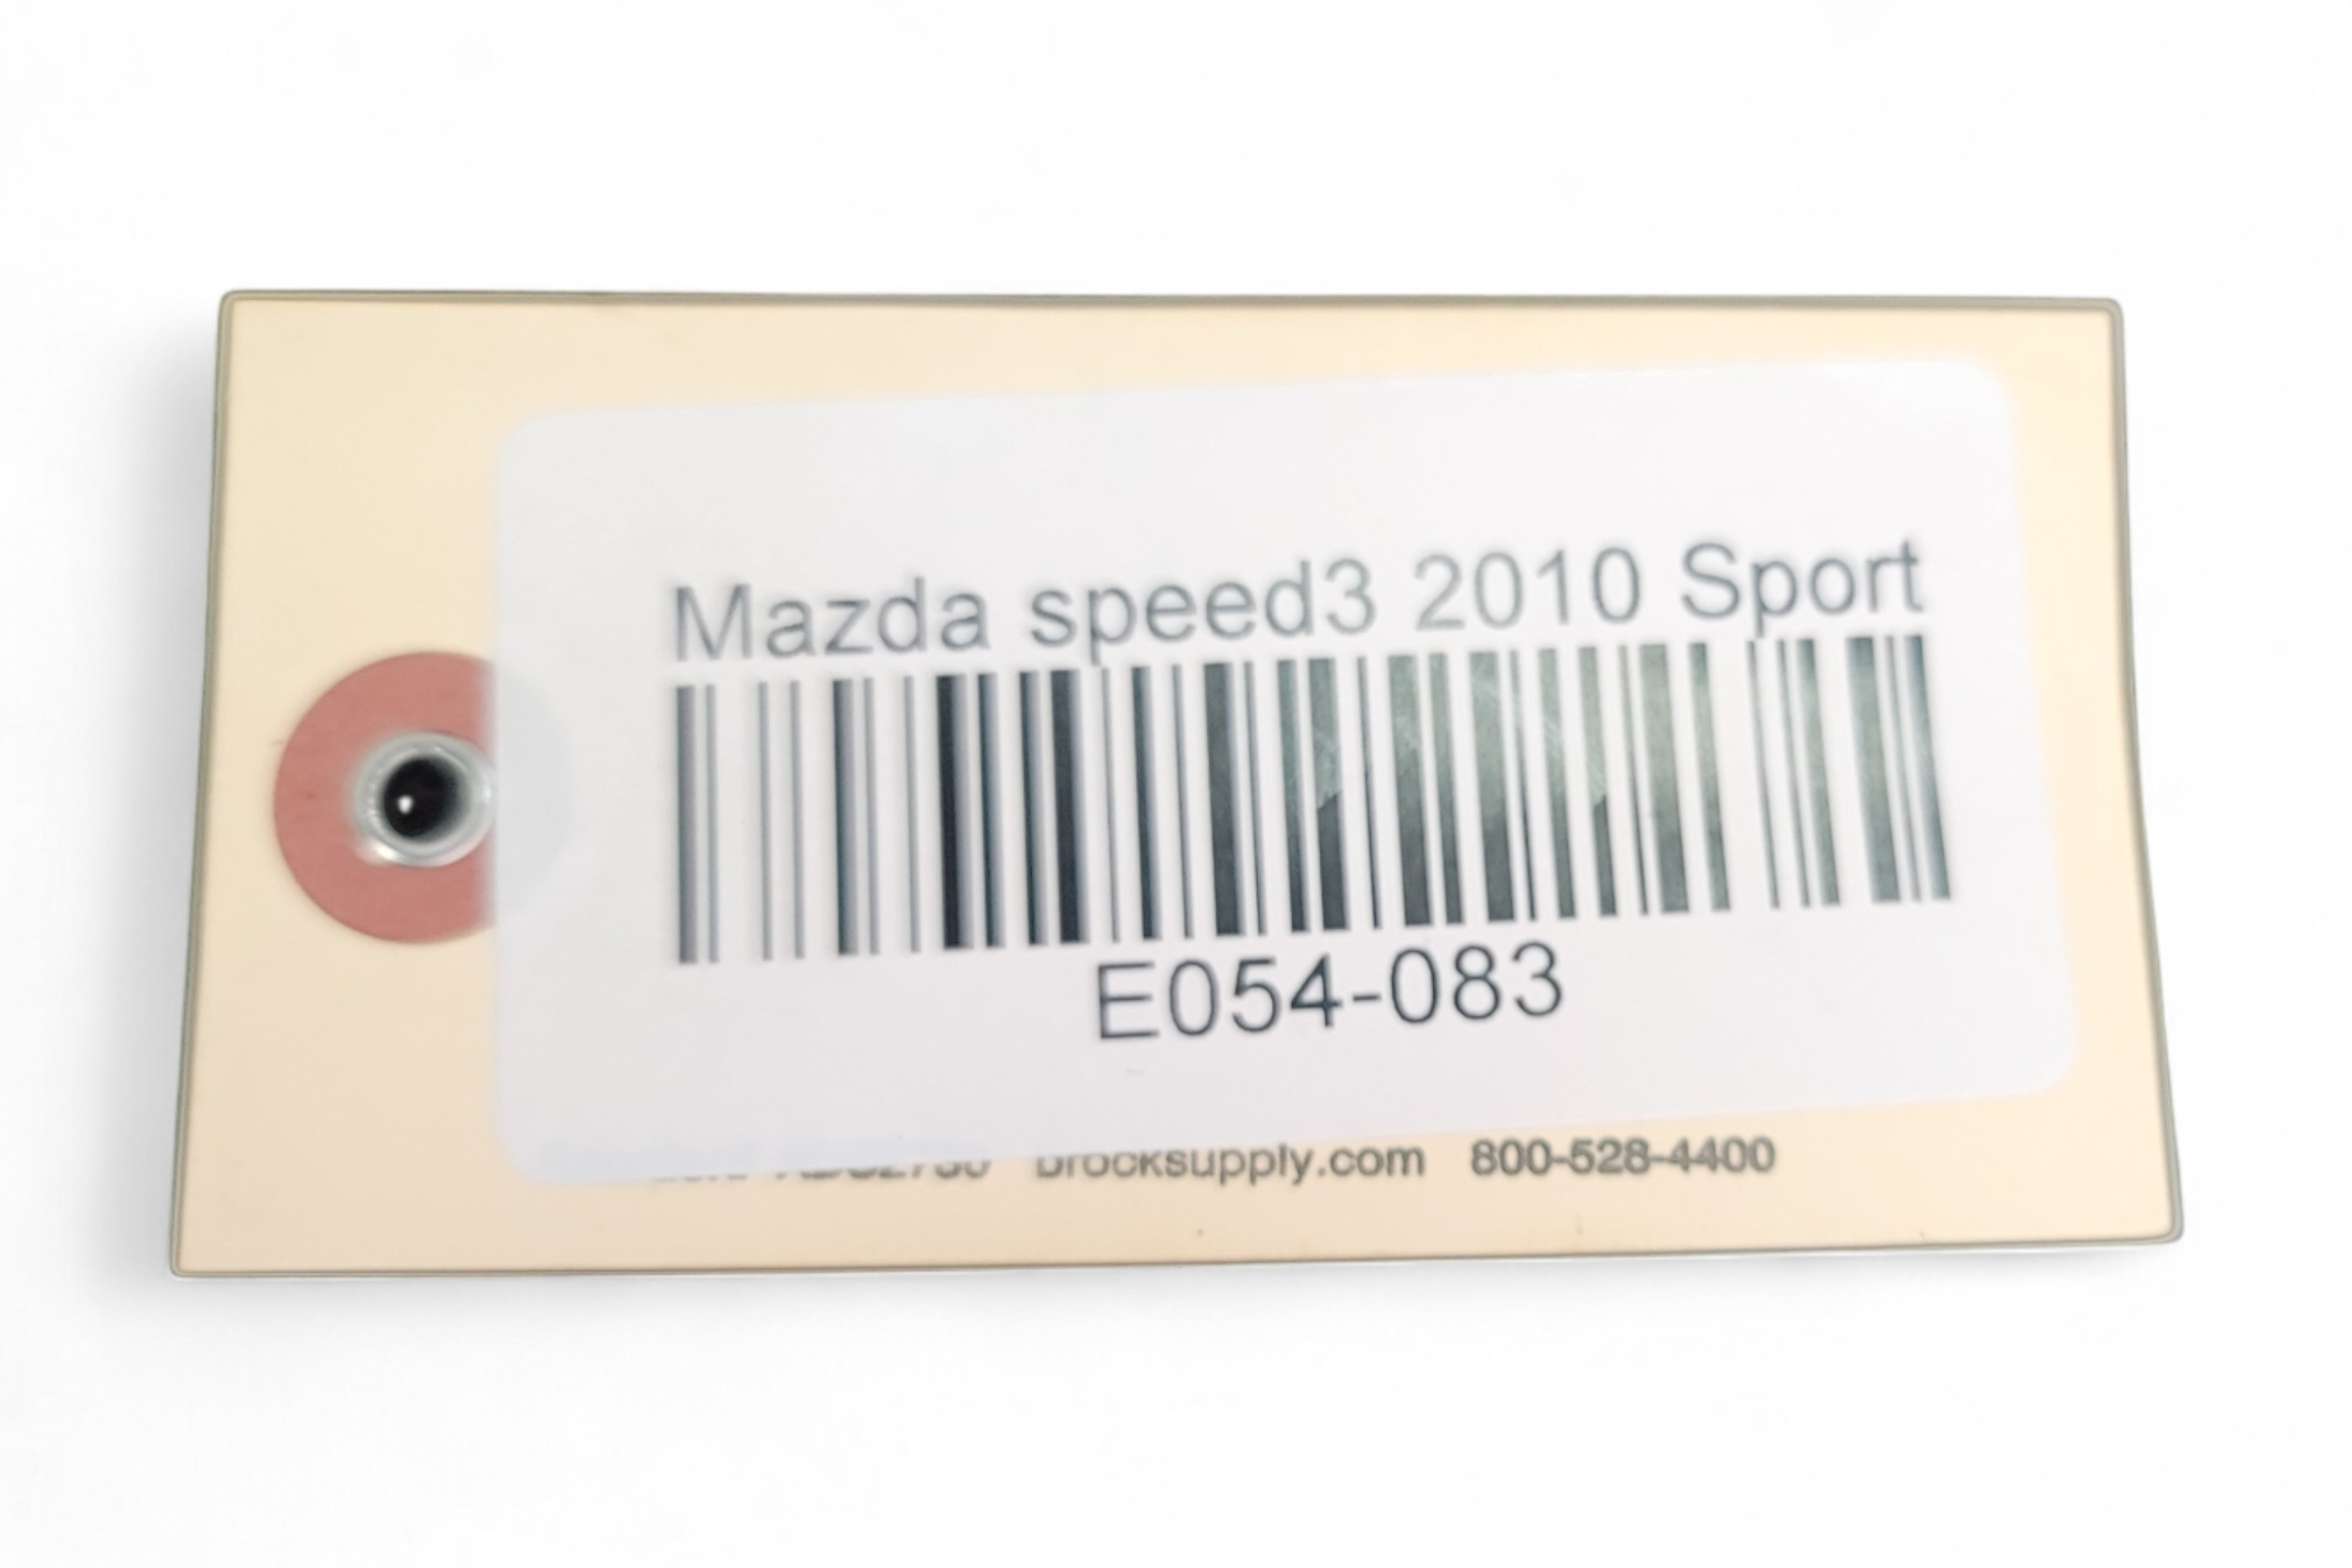 Mazda speed3 2010 Sport
E054-083
brocksupply.com 800-528-4400